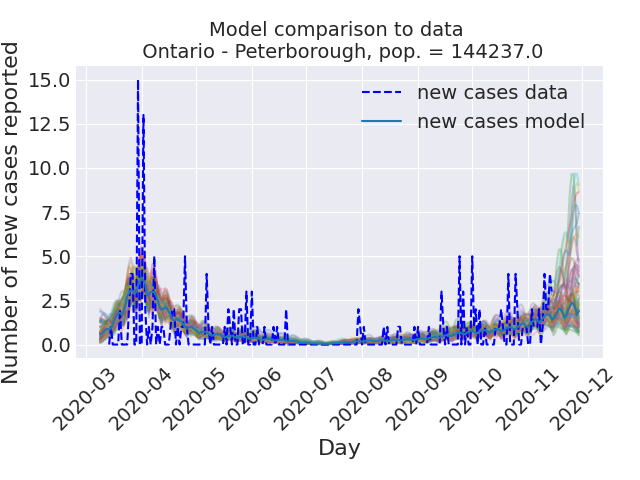 Model comparison to data
Ontario - Peterborough, pop. = 144237.0
Number of new cases reported
15.0
12.5
10.0
7.5
5.0
2.5
0.0
new cases data
new cases model
2020-03
2020-04
2020-05
2020-06
2020-07
2020-08
2020-09
2020-10
2020-11
2020-12
Day